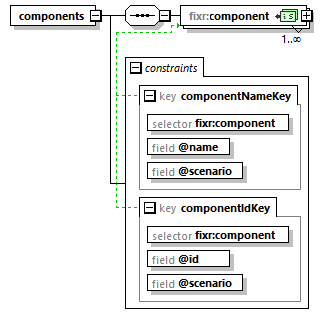 components
fixr:component
is
1..∞
constraints
key componentNameKey
selector fixr:component
field @name
field @scenario
key componentIdKey
selector fixr:component
field @id
field @scenario